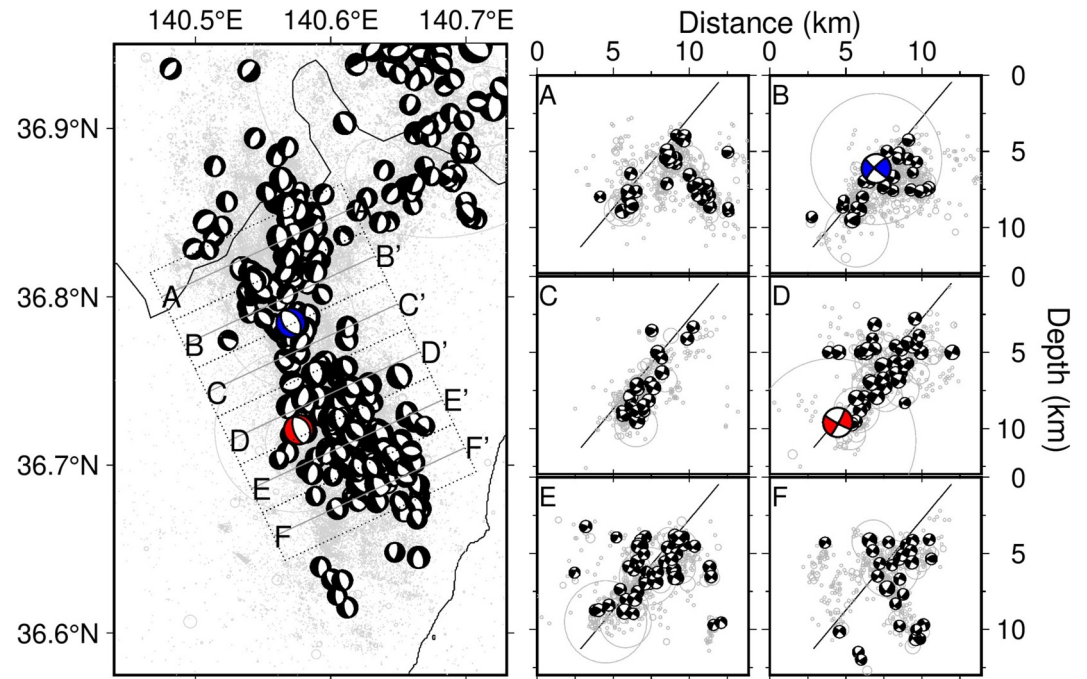 140.5°E 140.6°E 140.7°E
36.9°N
36.8°N
36.7°N
36.6°N
A
B
C
D
E
F
B'
C'
D'
E'
F'
Distance (km)
0 5 10 0 5 10
A
B
C
D
E
F
0
5
10
0
5
10
0
5
10
Depth (km)